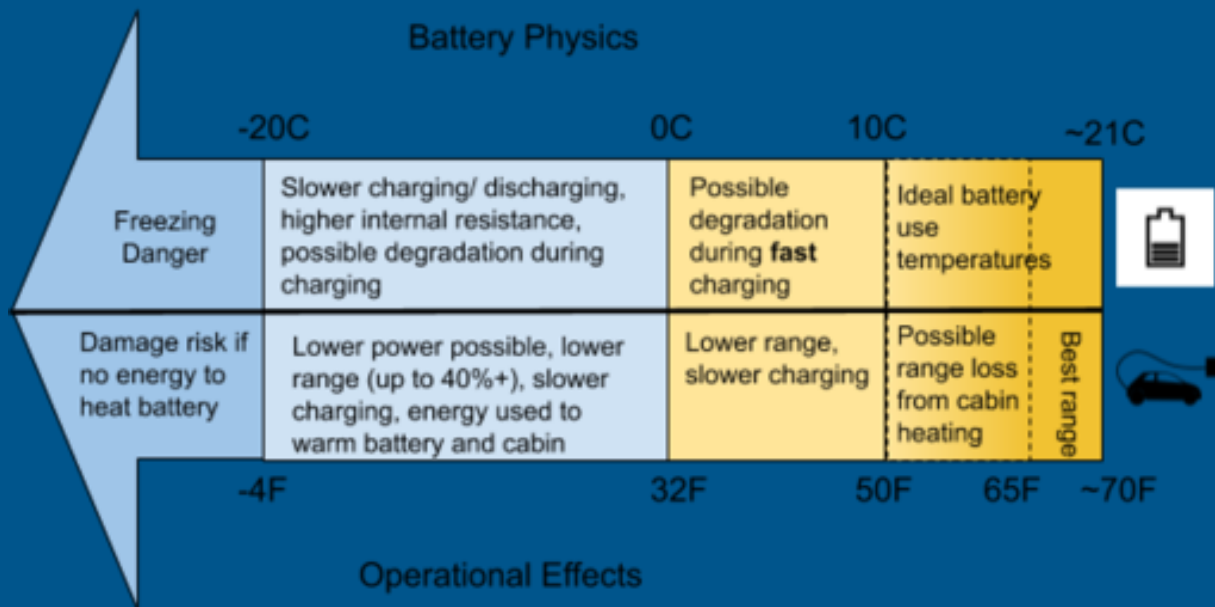 Battery Physics
-20C
0C
10C
~21C
Freezing
Danger
Slower charging/ discharging,
higher internal resistance,
possible degradation during
charging
Possible
degradation
during fast
charging
Ideal battery
use
temperatures
Damage risk if
no energy to
heat battery
Lower power possible, lower
range (up to 40%+), slower
charging, energy used to
warm battery and cabin
Lower range,
slower charging
Possible
range loss
from cabin
heating
Best range
-4F
32F
50F
65F
~70F
Operational Effects